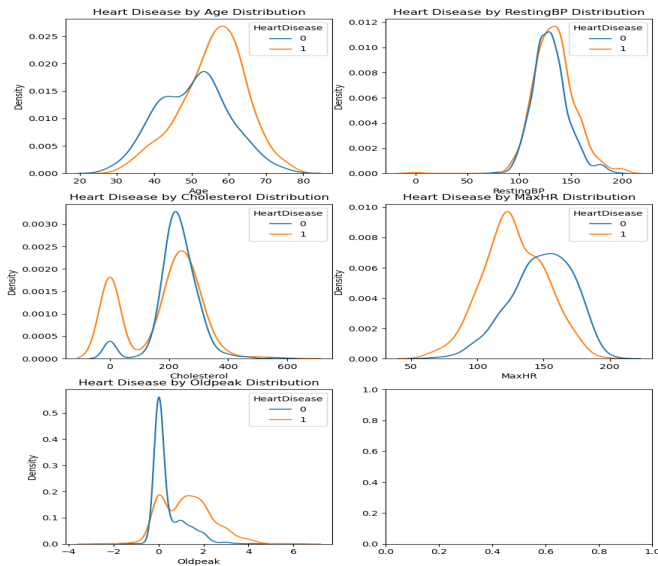 Heart Disease by Age Distribution
HeartDisease
0
1
0.025
0.020
0.015
0.010
0.005
0.000
Density
20 30 40 50 60 70 80
Age
Heart Disease by RestingBP Distribution
HeartDisease
0
1
0.012
0.010
0.008
0.006
0.004
0.002
0.000
Density
0 50 100 150 200
RestingBP
Heart Disease by Cholesterol Distribution
HeartDisease
0
1
0.0030
0.0025
0.0020
0.0015
0.0010
0.0005
0.0000
Density
0 200 400 600
Cholesterol
Heart Disease by MaxHR Distribution
HeartDisease
0
1
0.010
0.008
0.006
0.004
0.002
0.000
Density
50 100 150 200
MaxHR
Heart Disease by Oldpeak Distribution
HeartDisease
0
1
0.5
0.4
0.3
0.2
0.1
0.0
Density
−4 −2 0 2 4 6
Oldpeak
1.0
0.8
0.6
0.4
0.2
0.0
0.0 0.2 0.4 0.6 0.8 1.0